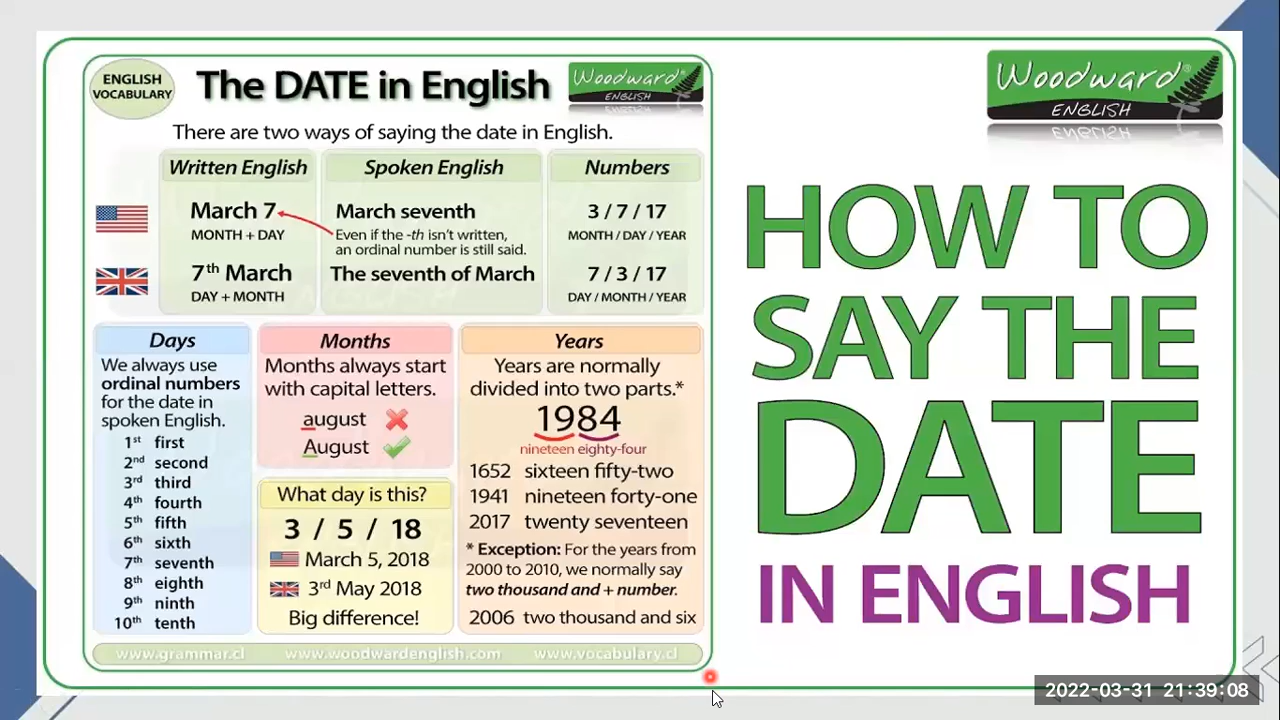 ENGLISH
VOCABULARY
The DATE in English
Woodward®
ENGLISH
There are two ways of saying the date in English.
Written English
Spoken English
Numbers
March 7
MONTH + DAY
March seventh
Even if the -th isn't written,
an ordinal number is still said.
3 / 7 / 17
MONTH / DAY / YEAR
7th March
DAY + MONTH
The seventh of March
7 / 3 / 17
DAY / MONTH / YEAR
Days
We always use
ordinal numbers
for the date in
spoken English.
1st first
2nd second
3rd third
4th fourth
5th fifth
6th sixth
7th seventh
8th eighth
9th ninth
10th tenth
Months
Months always start
with capital letters.
august
August
What day is this?
3 / 5 / 18
March 5, 2018
3rd May 2018
Big difference!
Years
Years are normally
divided into two parts.*
1984
nineteen eighty-four
1652 sixteen fifty-two
1941 nineteen forty-one
2017 twenty seventeen
* Exception: For the years from
2000 to 2010, we normally say
two thousand and + number.
2006 two thousand and six
www.grammar.cl www.woodwardenglish.com www.vocabulary.cl
Woodward®
ENGLISH
HOW TO
SAY THE
DATE
IN ENGLISH
2022-03-31 21:39:08